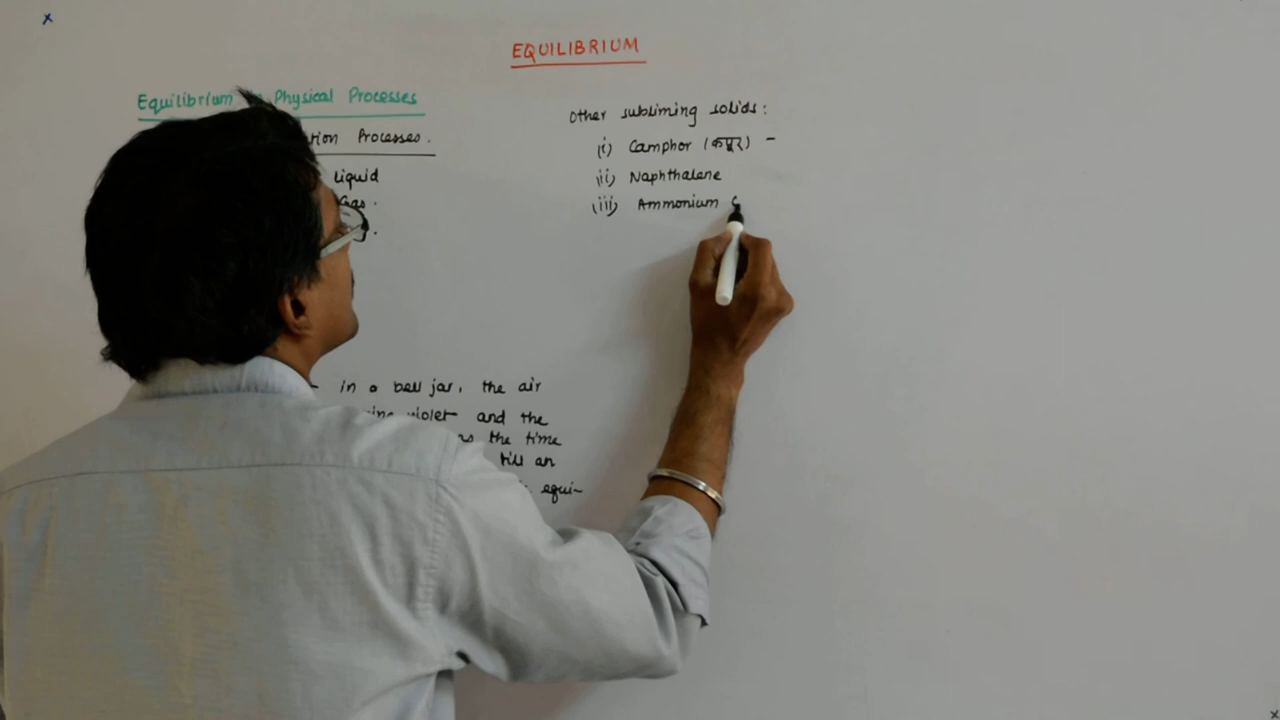 EQUILIBRIUM
Equilibrium in Physical Processes
Processes.
liquid
Gas.
in a bell jar, the air
violet and the
as the time
till an
equi-
Other subliming solids:
(i) Camphor (कपूर) -
(ii) Naphthalene
(iii) Ammonium